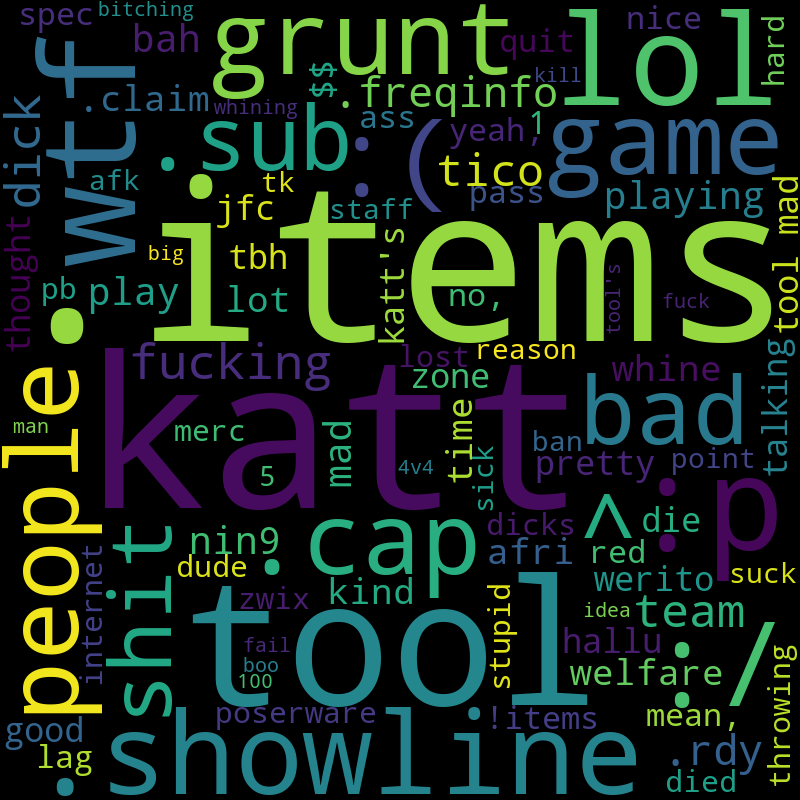 spec
bitching
bah
grunt
quit
nice
lol
hard
wtf
.claim
whining
$$
.freqinfo
kill
dick
.sub
ass
:(
yeah,
1
game
afk
tk
tico
pass
playing
jfc
staff
.items
thought
big
tbh
katt's
tool's
tool mad
pb
play
lot
no,
fuck
people
fucking
lost
reason
zone
whine
talking
katt
bad
man
merc
mad
5
4v4
time
sick
ban
pretty
point
:p
shit
nin9
.cap
dicks
^
die
afri
red
dude
kind
werito
suck
internet
zwix
tool
stupid
idea
team
:/
fail
boo
100
hallu
welfare
throwing
good
poserware
!items
mean,
lag
.showline
.rdy
died